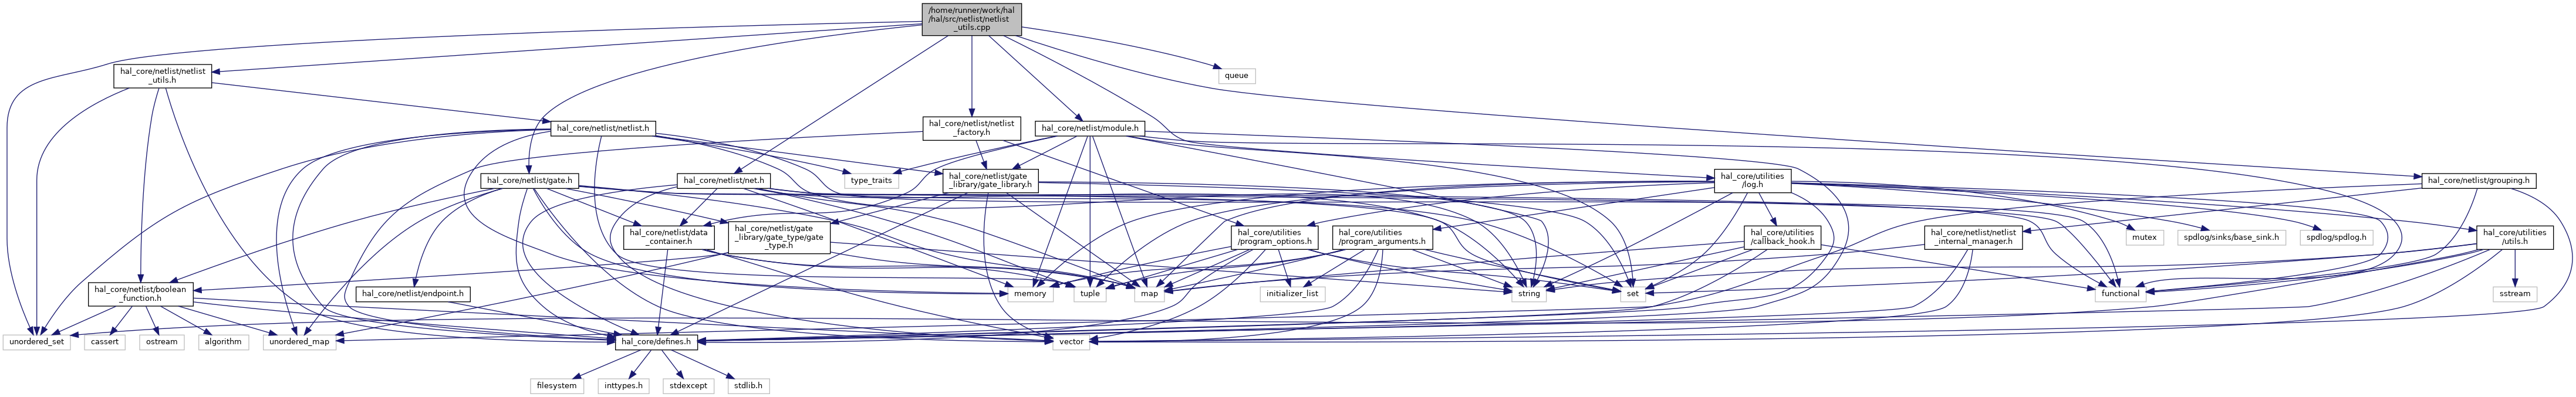 /home/runner/work/hal
/hal/src/netlist/netlist
_utils.cpp
hal_core/netlist/netlist
_utils.h
queue
hal_core/netlist/netlist.h
hal_core/netlist/netlist
_factory.h
hal_core/netlist/module.h
hal_core/netlist/gate.h
hal_core/netlist/net.h
type_traits
hal_core/netlist/gate
_library/gate_library.h
hal_core/utilities
/log.h
hal_core/netlist/grouping.h
hal_core/netlist/data
_container.h
hal_core/netlist/gate
_library/gate_type/gate
_type.h
hal_core/utilities
/program_options.h
hal_core/utilities
/program_arguments.h
hal_core/utilities
/callback_hook.h
hal_core/netlist/netlist
_internal_manager.h
mutex
spdlog/sinks/base_sink.h
spdlog/spdlog.h
hal_core/utilities
/utils.h
hal_core/netlist/boolean
_function.h
hal_core/netlist/endpoint.h
memory
tuple
map
initializer_list
string
set
functional
sstream
unordered_set
cassert
ostream
algorithm
unordered_map
hal_core/defines.h
vector
filesystem
inttypes.h
stdexcept
stdlib.h